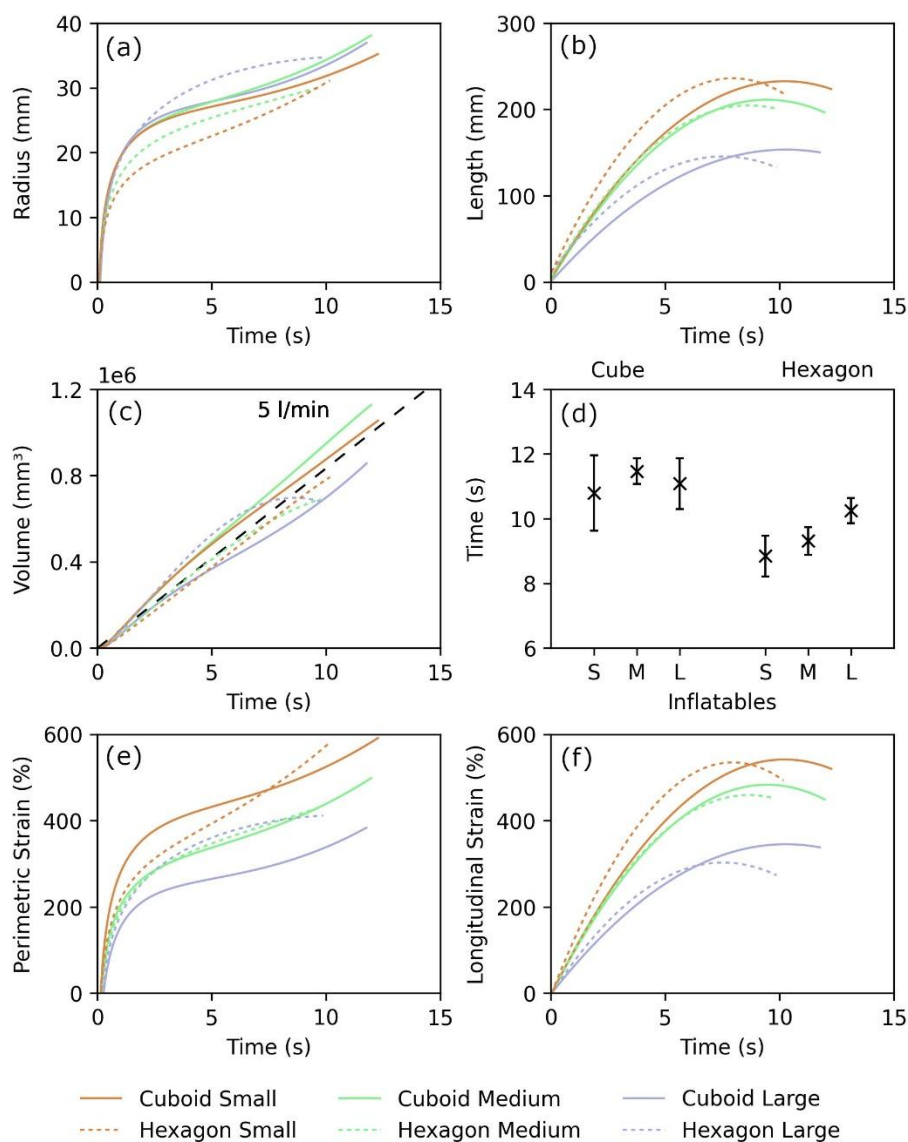 (a)
40
30
20
10
0
Radius (mm)
0 5 10 15
Time (s)
(b)
300
200
100
0
Length (mm)
0 5 10 15
Time (s)
1e6
(c)
5 l/min
1.2
0.8
0.4
0.0
Volume (mm³)
0 5 10 15
Time (s)
Cube Hexagon
(d)
14
12
10
8
6
Time (s)
S M L S M L
Inflatables
(e)
600
400
200
0
Perimetric Strain (%)
0 5 10 15
Time (s)
(f)
600
400
200
0
Longitudinal Strain (%)
0 5 10 15
Time (s)
Cuboid Small Cuboid Medium Cuboid Large
Hexagon Small Hexagon Medium Hexagon Large